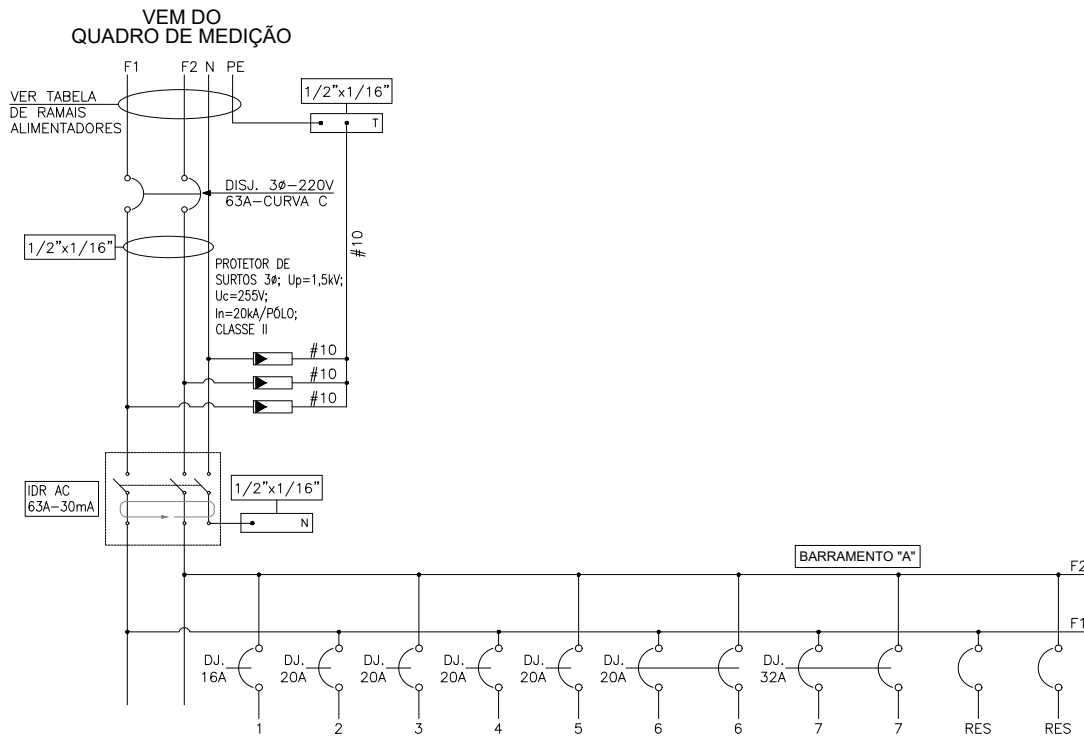 VEM DO
QUADRO DE MEDIÇÃO
F1 F2 N PE
VER TABELA
DE RAMAIS
ALIMENTADORES
1/2"x1/16"
T
DISJ. 3ø-220V
63A-CURVA C
1/2"x1/16"
#10
PROTETOR DE
SURTOS 3ø; Up=1,5kV;
Uc=255V;
In=20kA/PÓLO;
CLASSE II
#10
#10
#10
IDR AC
63A-30mA
1/2"x1/16"
N
BARRAMENTO "A"
F2
F1
DJ.
16A
DJ.
20A
DJ.
20A
DJ.
20A
DJ.
20A
DJ.
20A
DJ.
32A
1 2 3 4 5 6 6 7 7 RES RES